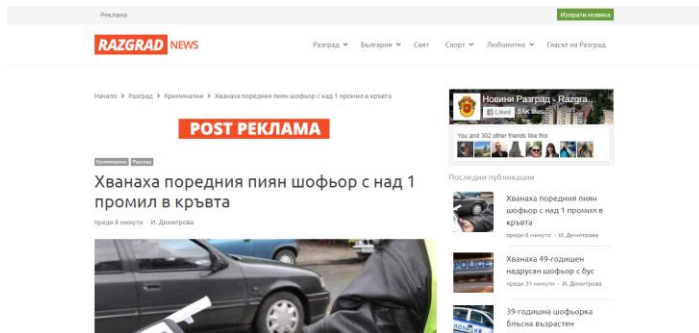 Реклама
Изпрати новина
RAZGRAD NEWS
Разград България Свят Спорт Любопитно Гласът на Разград
Начало > Разград > Криминални > Хванаха поредния пиян шофьор с над 1 промил в кръвта
POST РЕКЛАМА
Криминални Разград
Хванаха поредния пиян шофьор с над 1
промил в кръвта
преди 6 минути - И. Димитрова
Новини Разград - Razgra...
Liked
You and 302 other friends like this
Последни публикации
Хванаха поредния пиян
шофьор с над 1 промил в
кръвта
преди 6 минути - И. Димитрова
POLICE
Хванаха 49-годишен
надрусан шофьор с бус
преди 21 минути - И. Димитрова
39-годишна шофьорка
блъсна възрастен